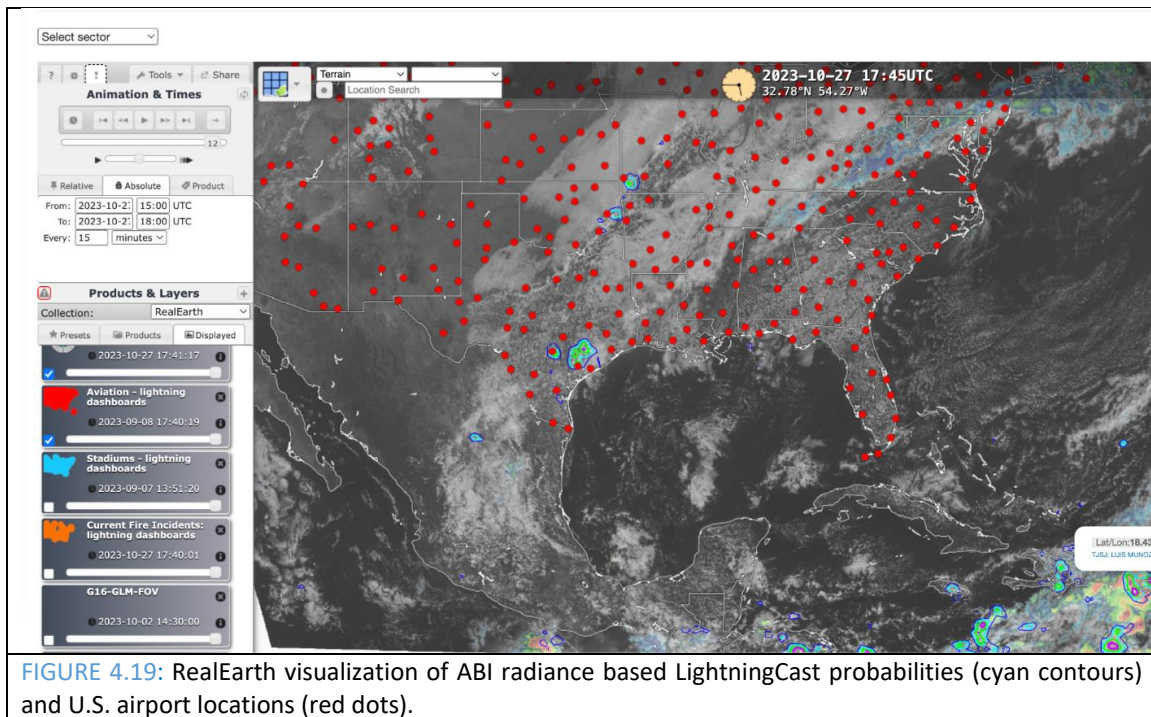 Select sector
?
!
Tools
Share
Animation & Times
12
Relative
Absolute
Product
From: 2023-10-2 15:00 UTC
To: 2023-10-2 18:00 UTC
Every: 15 minutes
Products & Layers
Collection: RealEarth
Presets
Products
Displayed
2023-10-27 17:41:17
Aviation - lightning
dashboards
2023-09-08 17:40:19
Stadiums - lightning
dashboards
2023-09-07 13:51:20
Current Fire Incidents:
lightning dashboards
2023-10-27 17:40:01
G16-GLM-FOV
2023-10-02 14:30:00
Terrain
Location Search
2023-10-27 17:45UTC
32.78°N 54.27°W
Lat/Lon:18.43
TJSJ: LUIS MUNOZ
FIGURE 4.19: RealEarth visualization of ABI radiance based LightningCast probabilities (cyan contours)
and U.S. airport locations (red dots).